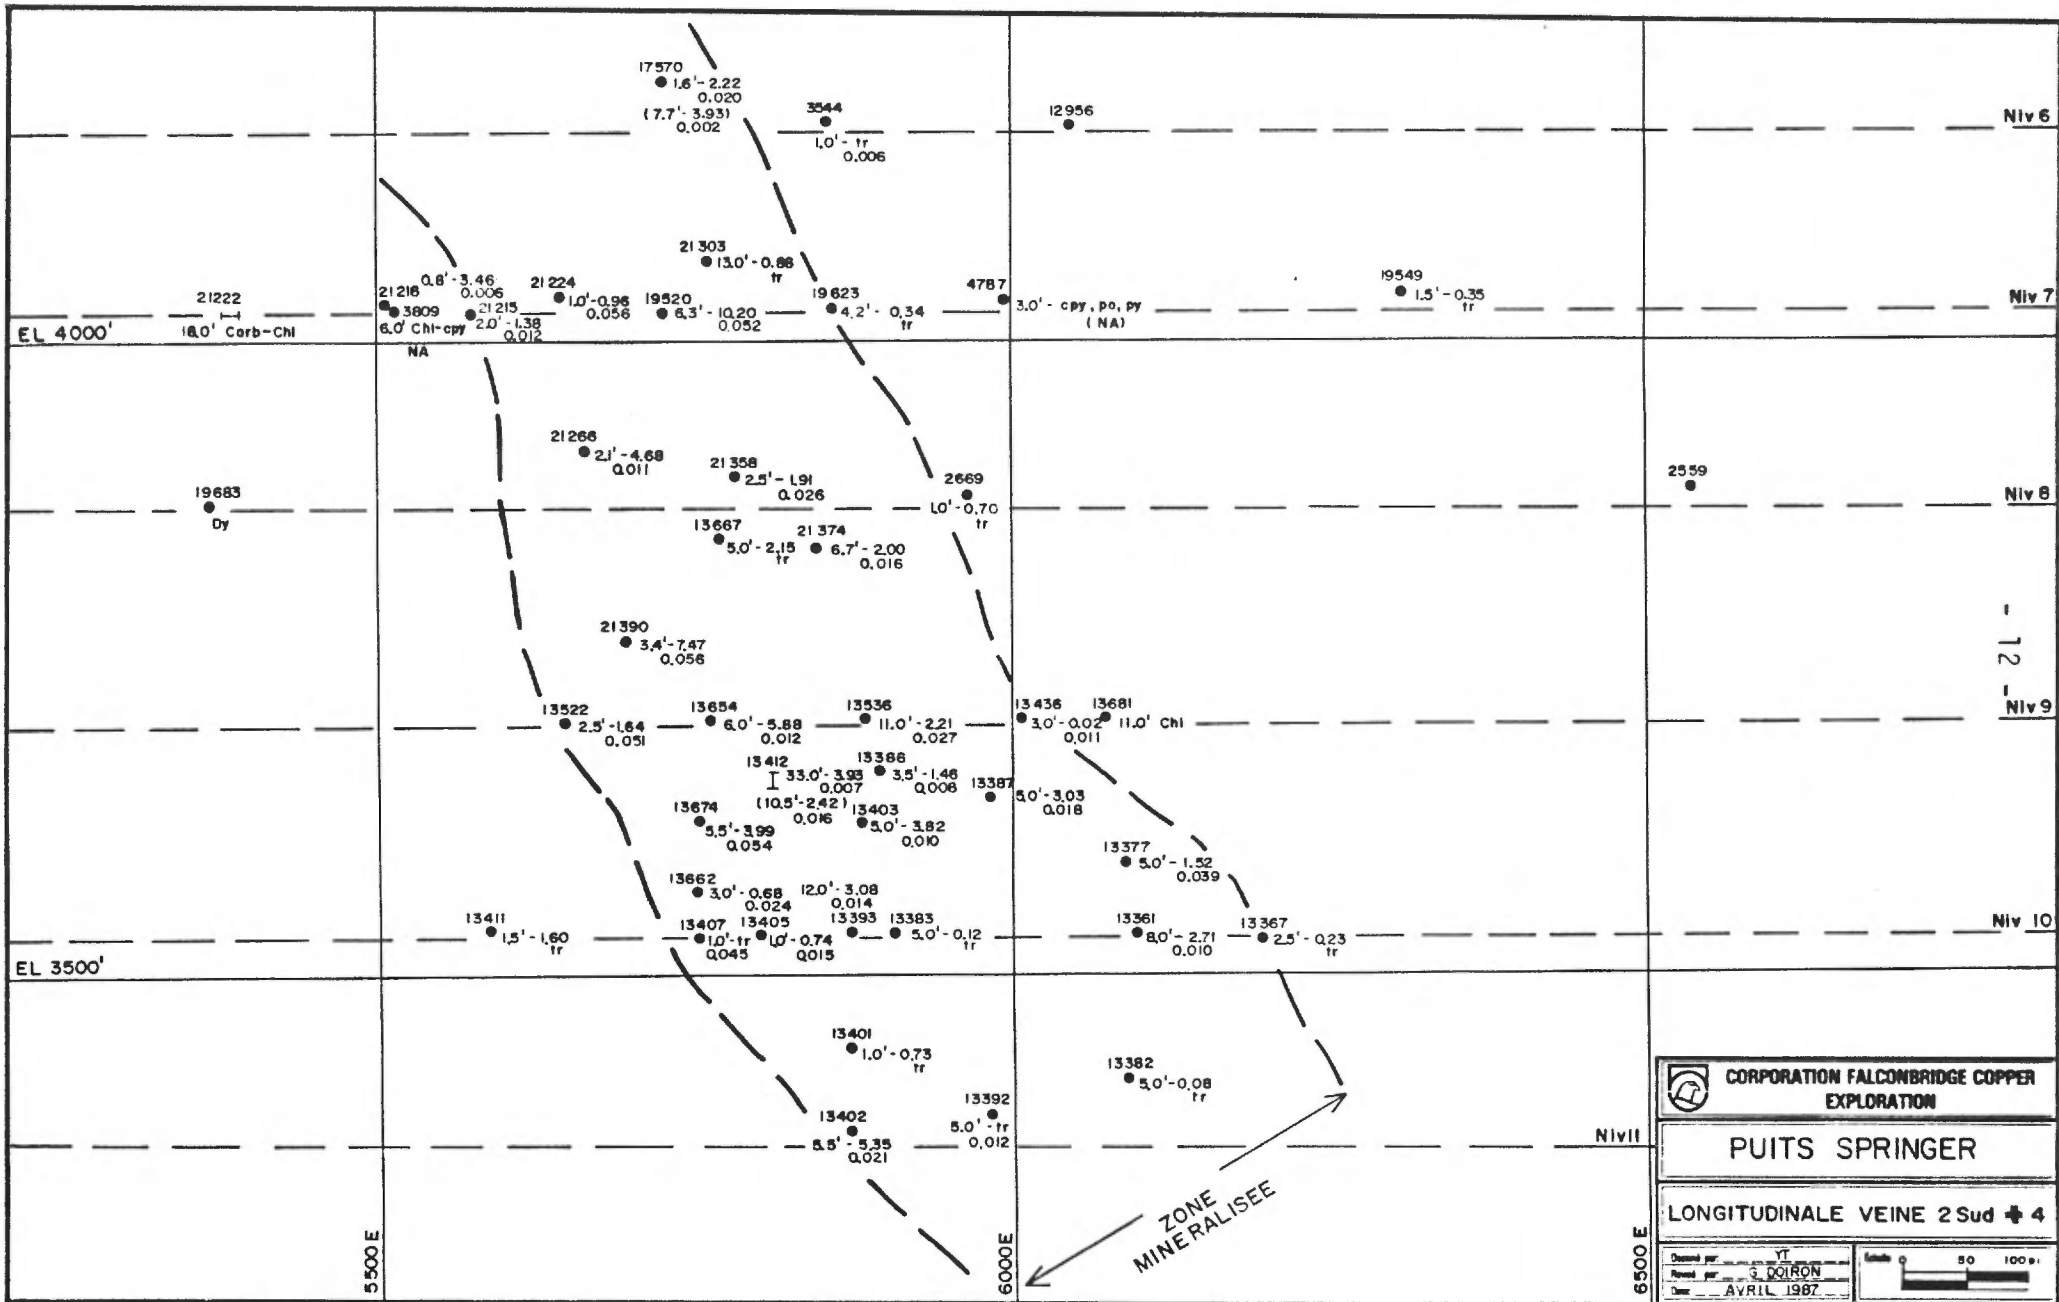 17570
1.6' - 2.22
0.020
(7.7' - 3.93)
0.002
3544
1.0' - tr
0.006
12956
Niv 6
21303
13.0' - 0.88
tr
21222
18.0' Carb-Chl
21218
3809
6.0' Chl-cpy
NA
0.8' - 3.46
0.006
21215
2.0' - 1.38
0.012
21224
1.0' - 0.96
0.056
19520
6.3' - 10.20
0.052
19623
4.2' - 0.34
tr
4787
3.0' - cpy, po, py
(NA)
19549
1.5' - 0.35
tr
Niv 7
EL 4000'
21266
2.1' - 4.68
0.011
21358
2.5' - 1.91
0.026
2669
1.0' - 0.70
tr
2559
Niv 8
19683
Dy
13667
5.0' - 2.15
tr
21374
6.7' - 2.00
0.016
- 12 -
21390
3.4' - 7.47
0.056
13522
2.5' - 1.64
0.051
13654
6.0' - 5.88
0.012
13536
11.0' - 2.21
0.027
13436
3.0' - 0.02
0.011
13681
11.0' Chl
Niv 9
13412
33.0' - 3.93
0.007
(10.5' - 2.42)
0.016
13386
3.5' - 1.46
0.008
13387
5.0' - 3.03
0.018
13674
5.5' - 3.99
0.054
13403
5.0' - 3.82
0.010
13377
5.0' - 1.52
0.039
13662
3.0' - 0.68
0.024
12.0' - 3.08
0.014
13411
1.5' - 1.60
tr
13407
1.0' - tr
0.045
13405
1.0' - 0.74
0.015
13393
13383
5.0' - 0.12
tr
13361
8.0' - 2.71
0.010
13367
2.5' - 0.23
tr
Niv 10
EL 3500'
13401
1.0' - 0.73
tr
13382
5.0' - 0.08
tr
13402
5.5' - 5.35
0.021
13392
5.0' - tr
0.012
Niv 11
ZONE
MINERALISEE
5500 E
6000 E
6500 E
CORPORATION FALCONBRIDGE COPPER
EXPLORATION
PUITS SPRINGER
LONGITUDINALE VEINE 2 Sud # 4
Dessiné par: YT
Révisé par: G. DOIRON
Date: AVRIL 1987
Echelle 0 50 100 pi